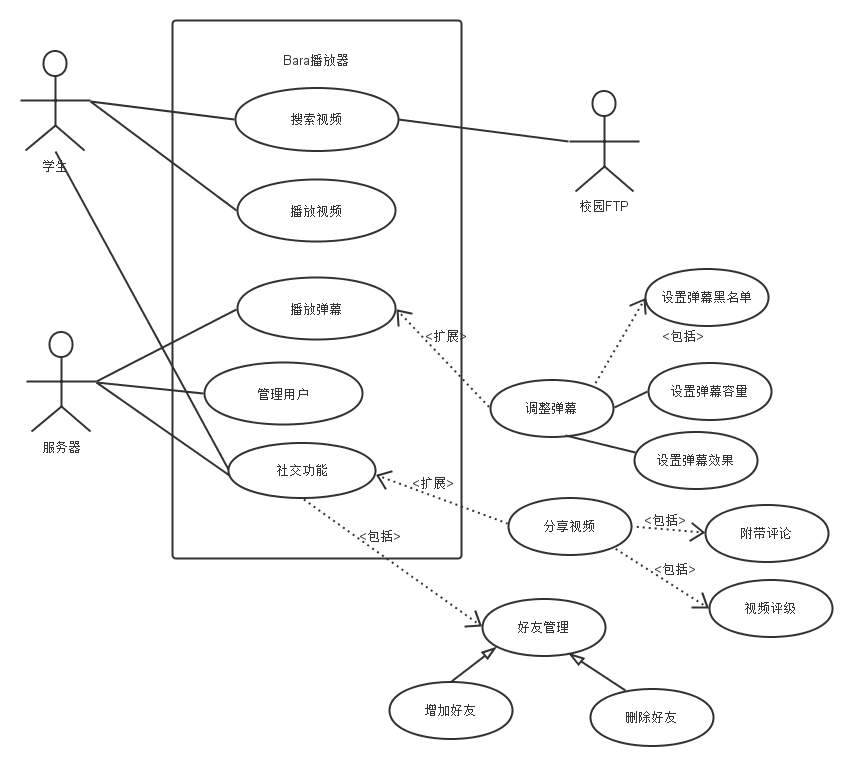 Bara播放器
搜索视频
学生
播放视频
校园FTP
播放弹幕
设置弹幕黑名单
<扩展>
<包括>
管理用户
设置弹幕容量
调整弹幕
服务器
设置弹幕效果
社交功能
<扩展>
分享视频
<包括>
附带评论
<包括>
<包括>
视频评级
好友管理
增加好友
删除好友